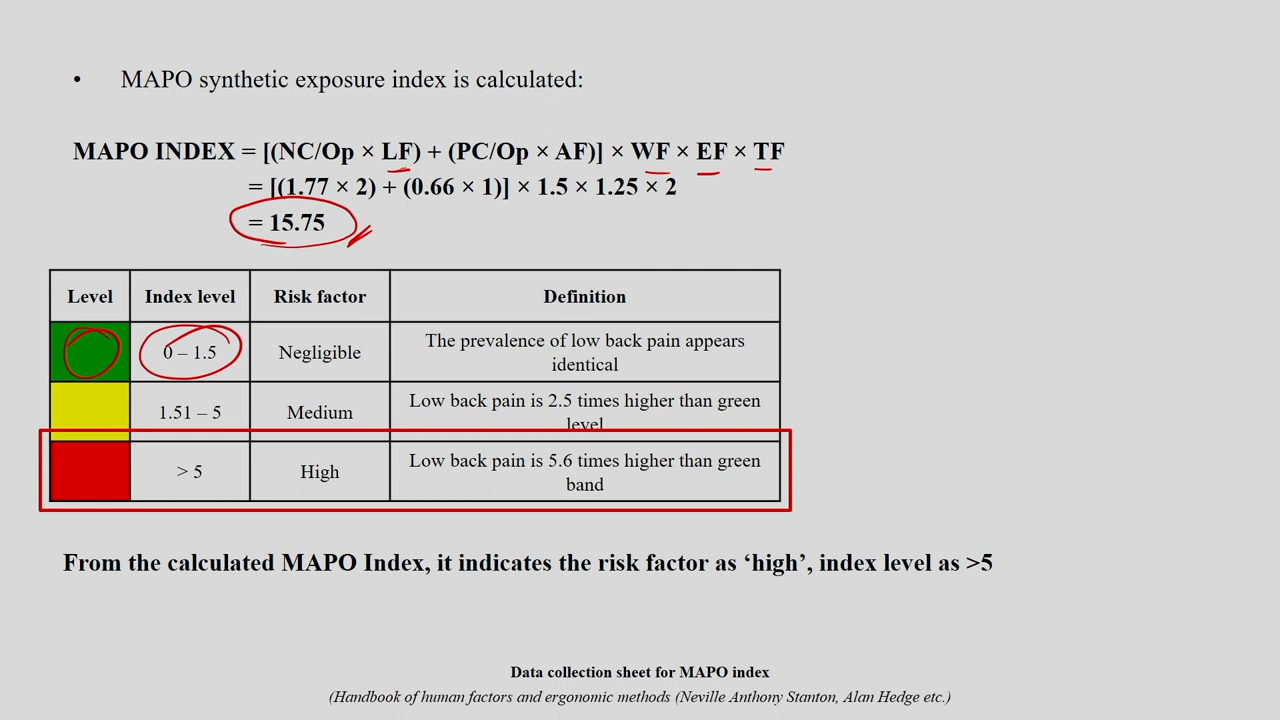 • MAPO synthetic exposure index is calculated:
MAPO INDEX = [(NC/Op × LF) + (PC/Op × AF)] × WF × EF × TF
= [(1.77 × 2) + (0.66 × 1)] × 1.5 × 1.25 × 2
= 15.75
Level Index level Risk factor Definition
0 – 1.5 Negligible The prevalence of low back pain appears
identical
1.51 – 5 Medium Low back pain is 2.5 times higher than green
level
> 5 High Low back pain is 5.6 times higher than green
band
From the calculated MAPO Index, it indicates the risk factor as ‘high’, index level as >5
Data collection sheet for MAPO index
(Handbook of human factors and ergonomic methods (Neville Anthony Stanton, Alan Hedge etc.)